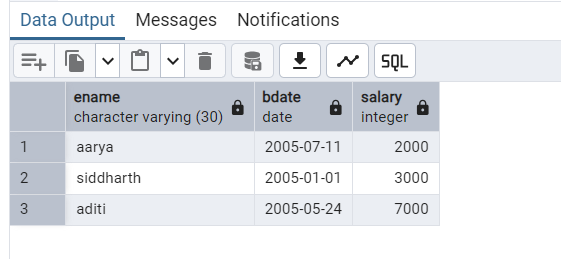 Data Output Messages Notifications
SQL
ename bdate salary
character varying (30) date integer
1 aarya 2005-07-11 2000
2 siddharth 2005-01-01 3000
3 aditi 2005-05-24 7000